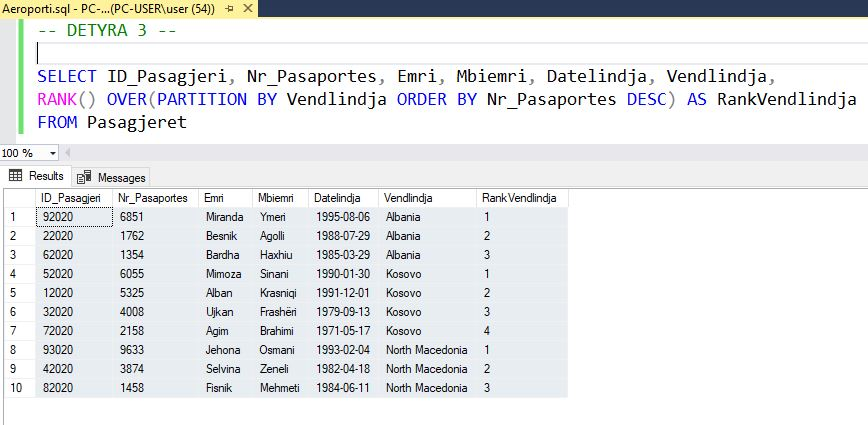 Aeroporti.sql - PC-...(PC-USER\user (54))
-- DETYRA 3 --
SELECT ID_Pasagjeri, Nr_Pasaportes, Emri, Mbiemri, Datelindja, Vendlindja,
RANK() OVER(PARTITION BY Vendlindja ORDER BY Nr_Pasaportes DESC) AS RankVendlindja
FROM Pasagjeret
100 %
Results Messages
ID_Pasagjeri Nr_Pasaportes Emri Mbiemri Datelindja Vendlindja RankVendlindja
1 92020 6851 Miranda Ymeri 1995-08-06 Albania 1
2 22020 1762 Besnik Agolli 1988-07-29 Albania 2
3 62020 1354 Bardha Haxhiu 1985-03-29 Albania 3
4 52020 6055 Mimoza Sinani 1990-01-30 Kosovo 1
5 12020 5325 Alban Krasniqi 1991-12-01 Kosovo 2
6 32020 4008 Ujkan Frashëri 1979-09-13 Kosovo 3
7 72020 2158 Agim Brahimi 1971-05-17 Kosovo 4
8 93020 9633 Jehona Osmani 1993-02-04 North Macedonia 1
9 42020 3874 Selvina Zeneli 1982-04-18 North Macedonia 2
10 82020 1458 Fisnik Mehmeti 1984-06-11 North Macedonia 3